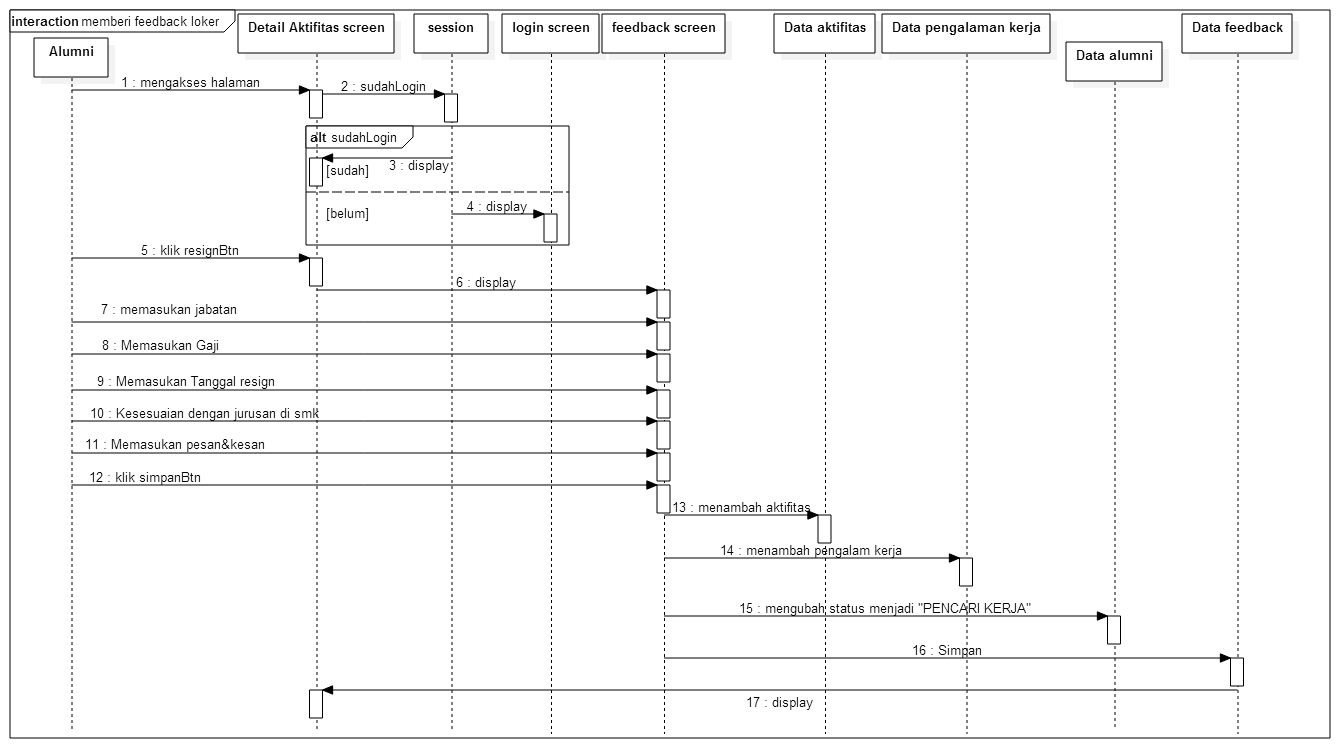 interaction memberi feedback loker
Alumni
Detail Aktifitas screen
session
login screen
feedback screen
Data aktifitas
Data pengalaman kerja
Data alumni
Data feedback
1 : mengakses halaman
2 : sudahLogin
alt sudahLogin
3 : display
[sudah]
4 : display
[belum]
5 : klik resignBtn
6 : display
7 : memasukan jabatan
8 : Memasukan Gaji
9 : Memasukan Tanggal resign
10 : Kesesuaian dengan jurusan di smk
11 : Memasukan pesan&kesan
12 : klik simpanBtn
13 : menambah aktifitas
14 : menambah pengalam kerja
15 : mengubah status menjadi "PENCARI KERJA"
16 : Simpan
17 : display